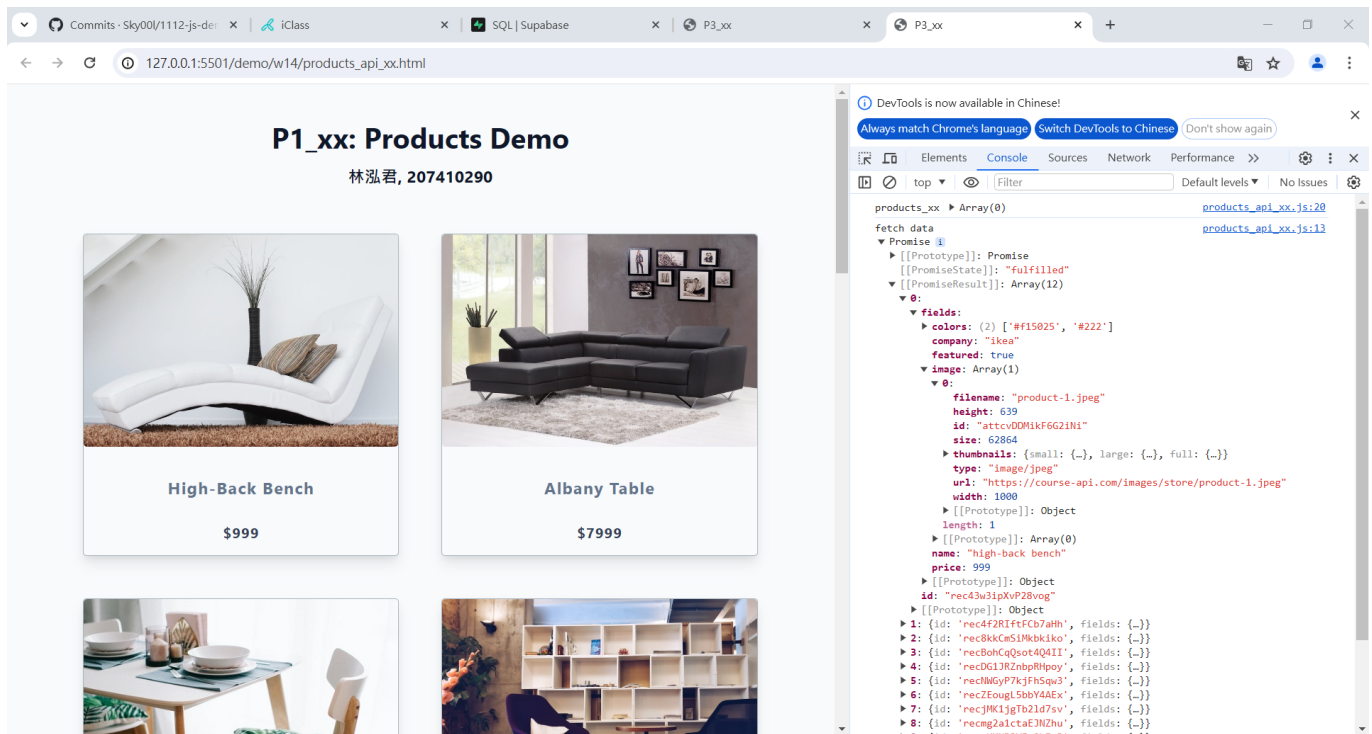 Commits · Sky00l/1112-js-der
iClass
SQL | Supabase
P3_xx
P3_xx
127.0.0.1:5501/demo/w14/products_api_xx.html
P1_xx: Products Demo
林泓君, 207410290
High-Back Bench
$999
Albany Table
$7999
DevTools is now available in Chinese!
Always match Chrome's language
Switch DevTools to Chinese
Don't show again
Elements Console Sources Network Performance
top Filter Default levels No Issues
products_xx Array(0) products_api_xx.js:20
fetch data products_api_xx.js:13
Promise
[[Prototype]]: Promise
[[PromiseState]]: "fulfilled"
[[PromiseResult]]: Array(12)
0:
fields:
colors: (2) ['#f15025', '#222']
company: "ikea"
featured: true
image: Array(1)
0:
filename: "product-1.jpeg"
height: 639
id: "attcvDDMikF6G2iNi"
size: 62864
thumbnails: {small: {…}, large: {…}, full: {…}}
type: "image/jpeg"
url: "https://course-api.com/images/store/product-1.jpeg"
width: 1000
[[Prototype]]: Object
length: 1
[[Prototype]]: Array(0)
name: "high-back bench"
price: 999
[[Prototype]]: Object
id: "rec43w3ipXvP28vog"
[[Prototype]]: Object
1: {id: 'rec4f2RIftFCb7aHh', fields: {…}}
2: {id: 'rec8kkCmSiMkbkiko', fields: {…}}
3: {id: 'recBohCqQsot4Q4II', fields: {…}}
4: {id: 'recDG1JRZnbpRHpoy', fields: {…}}
5: {id: 'recNWGyP7kjFhSqw3', fields: {…}}
6: {id: 'recZEougL5bbY4AEx', fields: {…}}
7: {id: 'recjMK1jgTb2ld7sv', fields: {…}}
8: {id: 'recmg2a1ctaEJNZhu', fields: {…}}